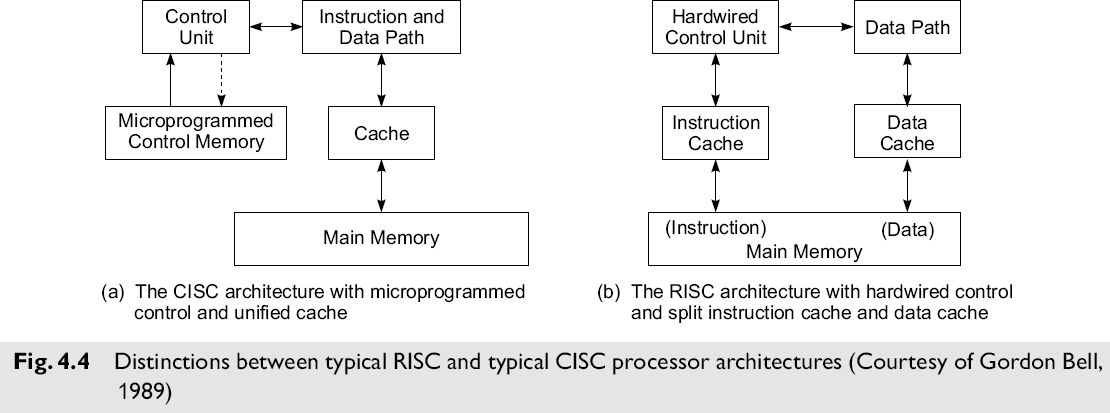 Control
Unit
Instruction and
Data Path
Microprogrammed
Control Memory
Cache
Main Memory
(a) The CISC architecture with microprogrammed
control and unified cache
Hardwired
Control Unit
Data Path
Instruction
Cache
Data
Cache
(Instruction)
(Data)
Main Memory
(b) The RISC architecture with hardwired control
and split instruction cache and data cache
Fig. 4.4 Distinctions between typical RISC and typical CISC processor architectures (Courtesy of Gordon Bell,
1989)